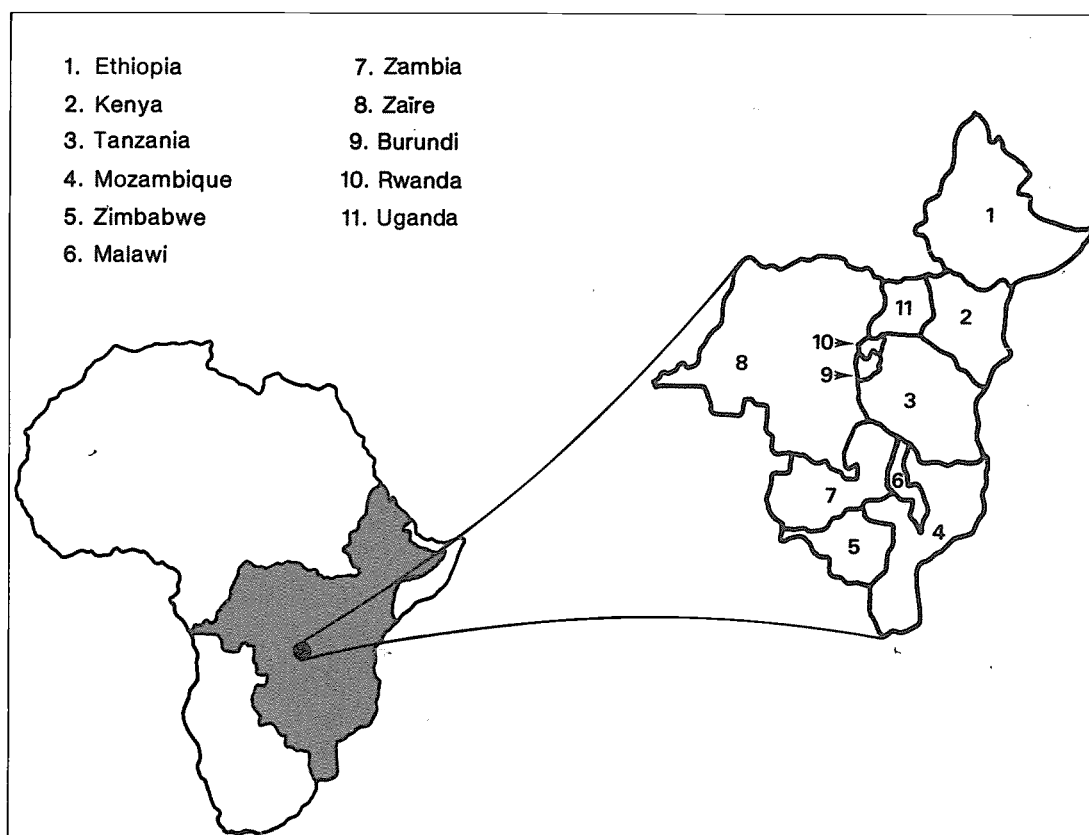 1. Ethiopia
2. Kenya
3. Tanzania
4. Mozambique
5. Zimbabwe
6. Malawi
7. Zambia
8. Zaïre
9. Burundi
10. Rwanda
11. Uganda
1
11
2
10
8
9
3
6
7
4
5